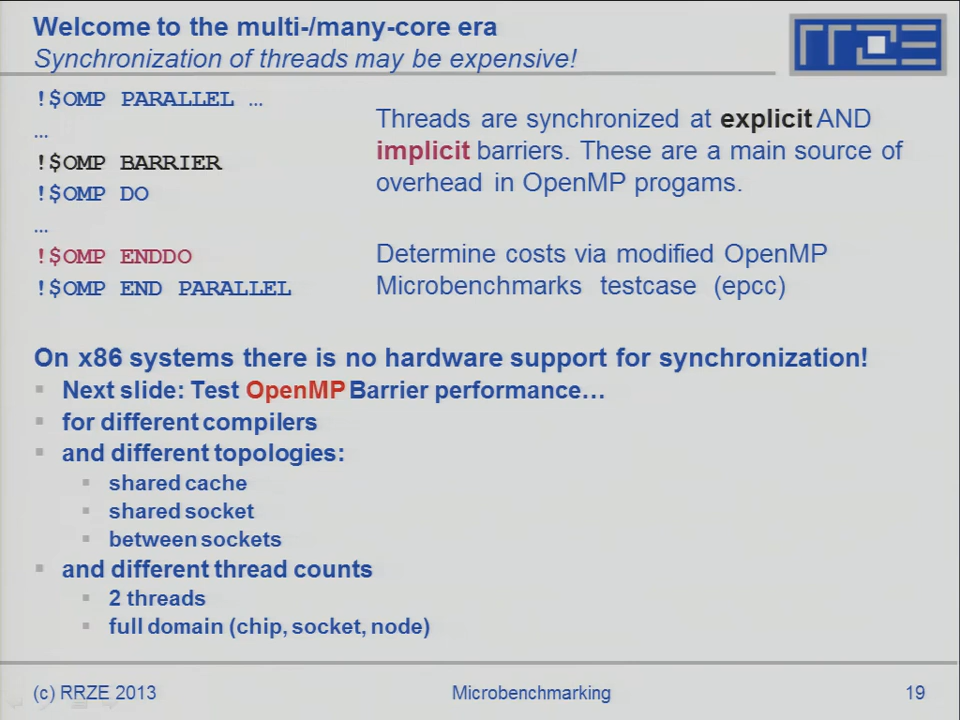 Welcome to the multi-/many-core era
Synchronization of threads may be expensive!
RRZE
!$OMP PARALLEL …
…
!$OMP BARRIER
!$OMP DO
…
!$OMP ENDDO
!$OMP END PARALLEL
Threads are synchronized at explicit AND
implicit barriers. These are a main source of
overhead in OpenMP progams.
Determine costs via modified OpenMP
Microbenchmarks testcase (epcc)
On x86 systems there is no hardware support for synchronization!
Next slide: Test OpenMP Barrier performance…
for different compilers
and different topologies:
shared cache
shared socket
between sockets
and different thread counts
2 threads
full domain (chip, socket, node)
(c) RRZE 2013
Microbenchmarking
19